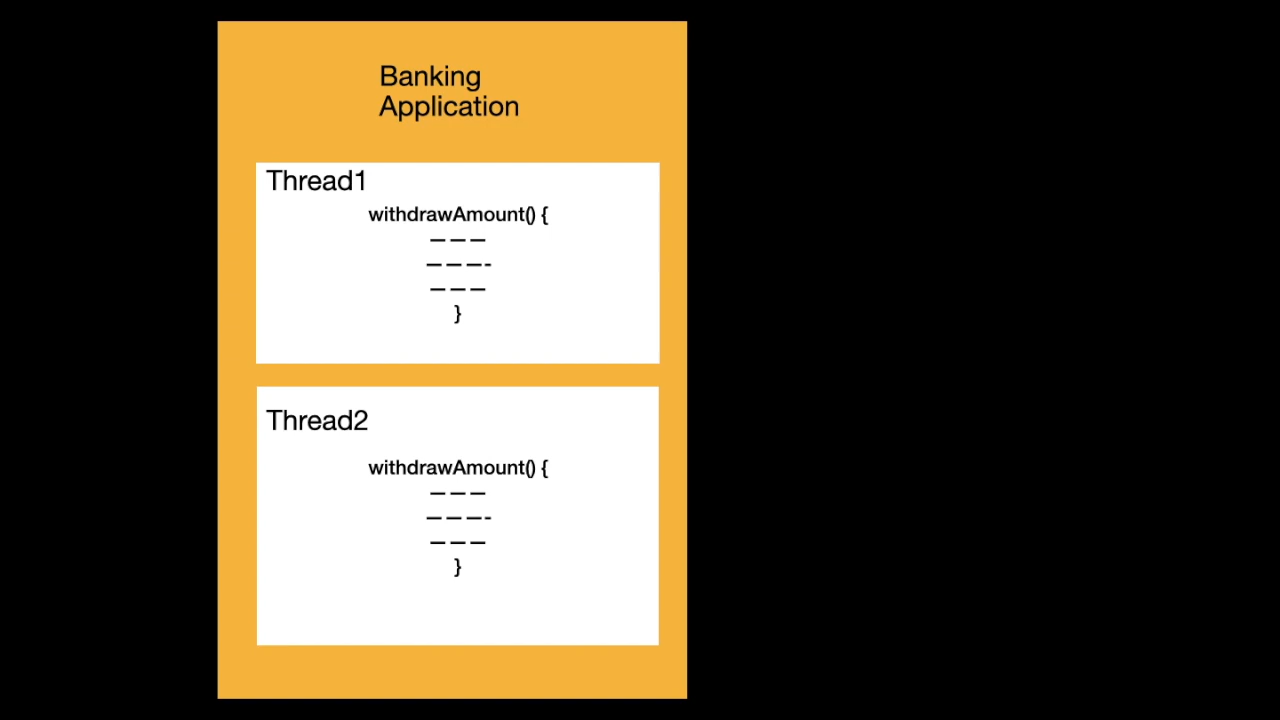 Banking
Application
Thread1
withdrawAmount() {
— — —
— — —-
— — —
}
Thread2
withdrawAmount() {
— — —
— — —-
— — —
}